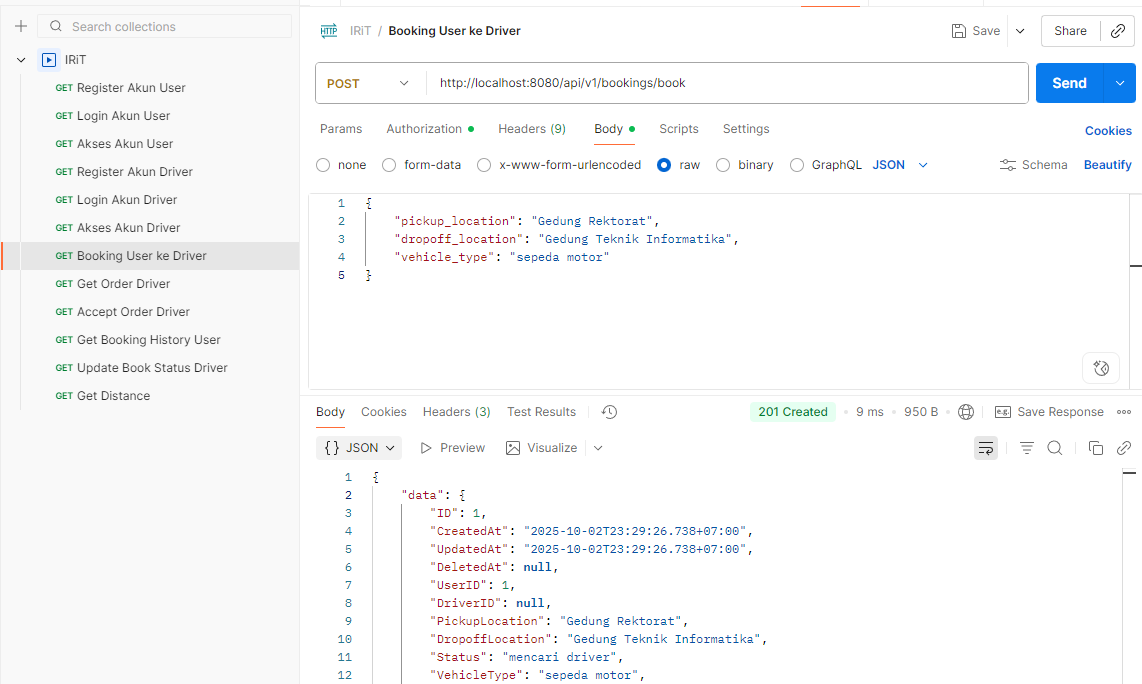 Search collections
IRiT
GET Register Akun User
GET Login Akun User
GET Akses Akun User
GET Register Akun Driver
GET Login Akun Driver
GET Akses Akun Driver
GET Booking User ke Driver
GET Get Order Driver
GET Accept Order Driver
GET Get Booking History User
GET Update Book Status Driver
GET Get Distance
HTTP IRiT / Booking User ke Driver
Save
Share
POST http://localhost:8080/api/v1/bookings/book
Send
Params Authorization Headers (9) Body Scripts Settings
Cookies
none form-data x-www-form-urlencoded raw binary GraphQL JSON
Schema Beautify
1 {
2 "pickup_location": "Gedung Rektorat",
3 "dropoff_location": "Gedung Teknik Informatika",
4 "vehicle_type": "sepeda motor"
5 }
Body Cookies Headers (3) Test Results
201 Created • 9 ms • 950 B • e.g. Save Response
{} JSON Preview Visualize
1 {
2 "data": {
3 "ID": 1,
4 "CreatedAt": "2025-10-02T23:29:26.738+07:00",
5 "UpdatedAt": "2025-10-02T23:29:26.738+07:00",
6 "DeletedAt": null,
7 "UserID": 1,
8 "DriverID": null,
9 "PickupLocation": "Gedung Rektorat",
10 "DropoffLocation": "Gedung Teknik Informatika",
11 "Status": "mencari driver",
12 "VehicleType": "sepeda motor",